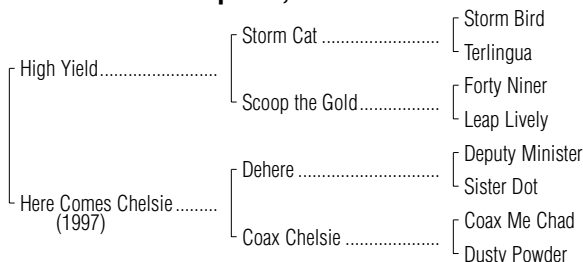 Storm Bird
Storm Cat ............................
Terlingua
High Yield............................
Forty Niner
Scoop the Gold...................
Leap Lively
Deputy Minister
Dehere .................................
Sister Dot
Here Comes Chelsie .........
(1997)
Coax Me Chad
Coax Chelsie ......................
Dusty Powder